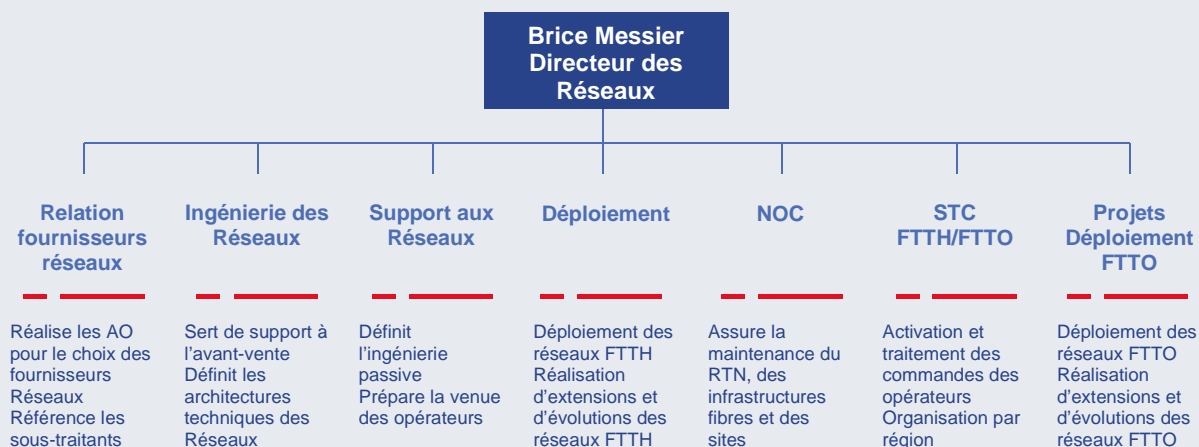 Brice Messier
Directeur des
Réseaux
Relation
fournisseurs
réseaux
Réalise les AO
pour le choix des
fournisseurs
Réseaux
Référence les
sous-traitants
Ingénierie des
Réseaux
Sert de support à
l'avant-vente
Définit les
architectures
techniques des
Réseaux
Support aux
Réseaux
Définit
l'ingénierie
passive
Prépare la venue
des opérateurs
Déploiement
Déploiement des
réseaux FTTH
Réalisation
d'extensions et
d'évolutions des
réseaux FTTH
NOC
Assure la
maintenance du
RTN, des
infrastructures
fibres et des
sites
STC
FTTH/FTTO
Activation et
traitement des
commandes des
opérateurs
Organisation par
région
Projets
Déploiement
FTTO
Déploiement des
réseaux FTTO
Réalisation
d'extensions et
d'évolutions des
réseaux FTTO